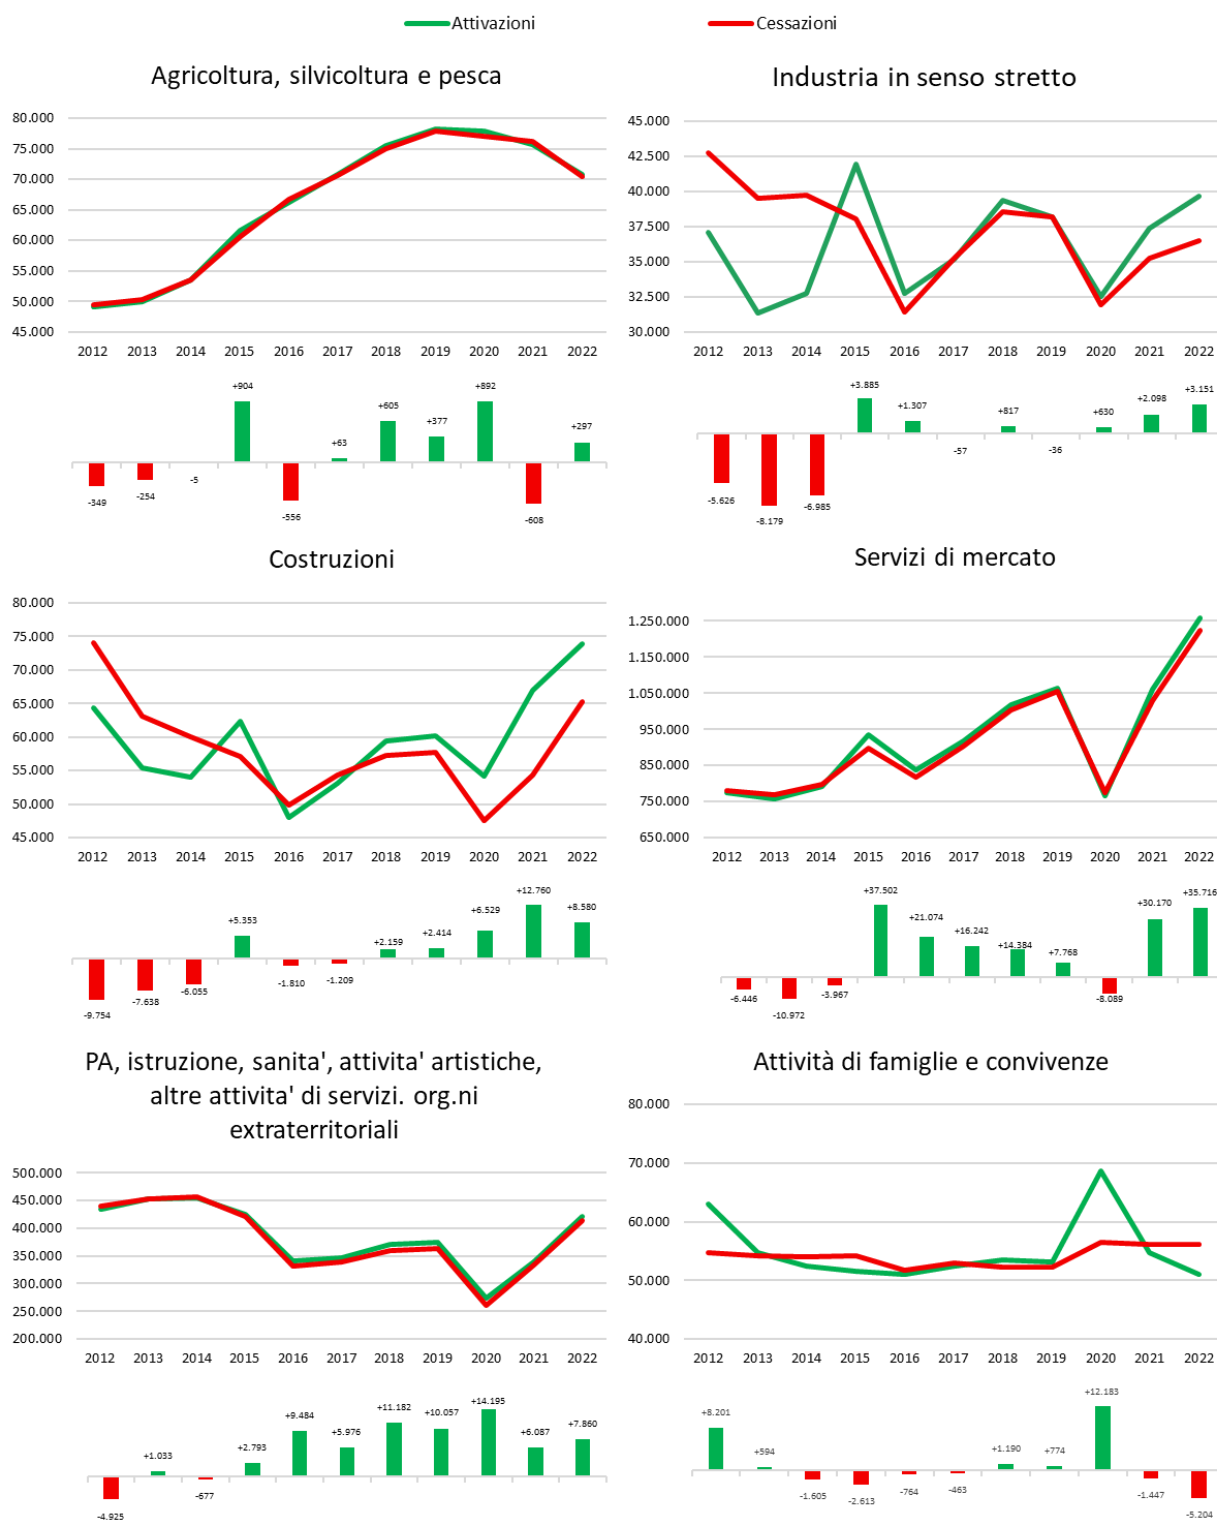 Attivazioni
Cessazioni
Agricoltura, silvicoltura e pesca
80.000
75.000
70.000
65.000
60.000
55.000
50.000
45.000
2012 2013 2014 2015 2016 2017 2018 2019 2020 2021 2022
-349 -254 -5 +904 -556 +63 +605 +377 +892 -608 +297
Industria in senso stretto
45.000
42.500
40.000
37.500
35.000
32.500
30.000
2012 2013 2014 2015 2016 2017 2018 2019 2020 2021 2022
-5.626 -8.179 -6.985 +3.885 +1.307 -57 +817 -36 +630 +2.098 +3.151
Costruzioni
80.000
75.000
70.000
65.000
60.000
55.000
50.000
45.000
2012 2013 2014 2015 2016 2017 2018 2019 2020 2021 2022
-9.754 -7.638 -6.055 +5.353 -1.810 -1.209 +2.159 +2.414 +6.529 +12.760 +8.580
Servizi di mercato
1.250.000
1.150.000
1.050.000
950.000
850.000
750.000
650.000
2012 2013 2014 2015 2016 2017 2018 2019 2020 2021 2022
-6.446 -10.972 -3.967 +37.502 +21.074 +16.242 +14.384 +7.768 -8.089 +30.170 +35.716
PA, istruzione, sanita', attivita' artistiche,
altre attivita' di servizi. org.ni
extraterritoriali
500.000
450.000
400.000
350.000
300.000
250.000
200.000
2012 2013 2014 2015 2016 2017 2018 2019 2020 2021 2022
-4.925 +1.033 -677 +2.793 +9.484 +5.976 +11.182 +10.057 +14.195 +6.087 +7.860
Attività di famiglie e convivenze
80.000
70.000
60.000
50.000
40.000
2012 2013 2014 2015 2016 2017 2018 2019 2020 2021 2022
+8.201 +594 -1.605 -2.613 -764 -463 +1.190 +774 +12.183 -1.447 -5.204